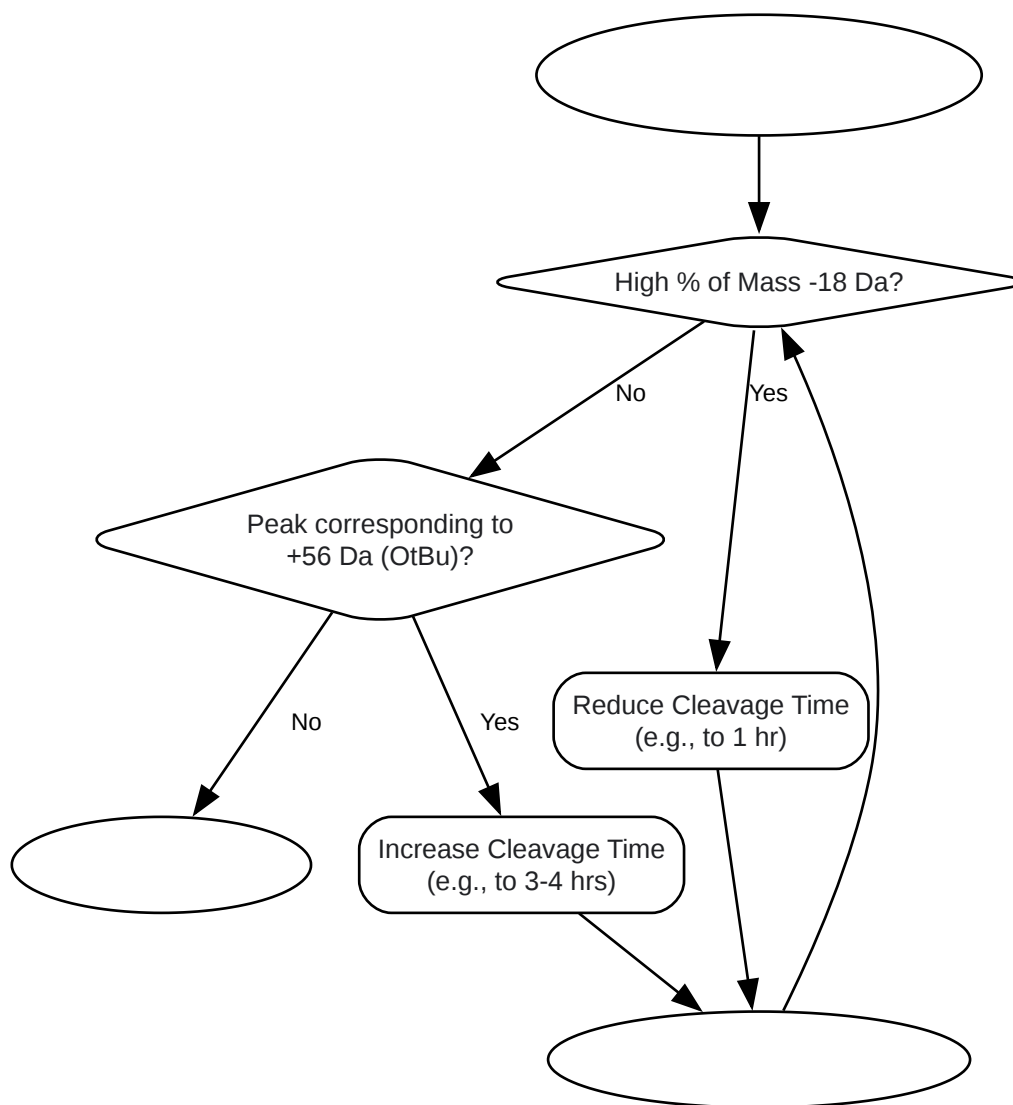 High % of Mass -18 Da?
No
Yes
Peak corresponding to
+56 Da (OtBu)?
No
Yes
Reduce Cleavage Time
(e.g., to 1 hr)
Increase Cleavage Time
(e.g., to 3-4 hrs)